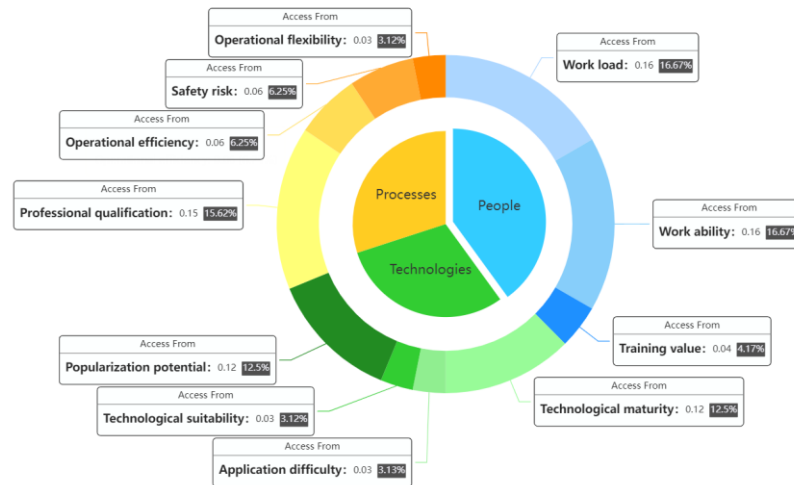 Access From
Operational flexibility: 0.03 3.12%
Access From
Work load: 0.16 16.67%
Access From
Safety risk: 0.06 6.25%
Access From
Operational efficiency: 0.06 6.25%
Processes
People
Access From
Professional qualification: 0.15 15.62%
Access From
Work ability: 0.16 16.67%
Technologies
Access From
Training value: 0.04 4.17%
Access From
Popularization potential: 0.12 12.5%
Access From
Technological maturity: 0.12 12.5%
Access From
Technological suitability: 0.03 3.12%
Access From
Application difficulty: 0.03 3.13%